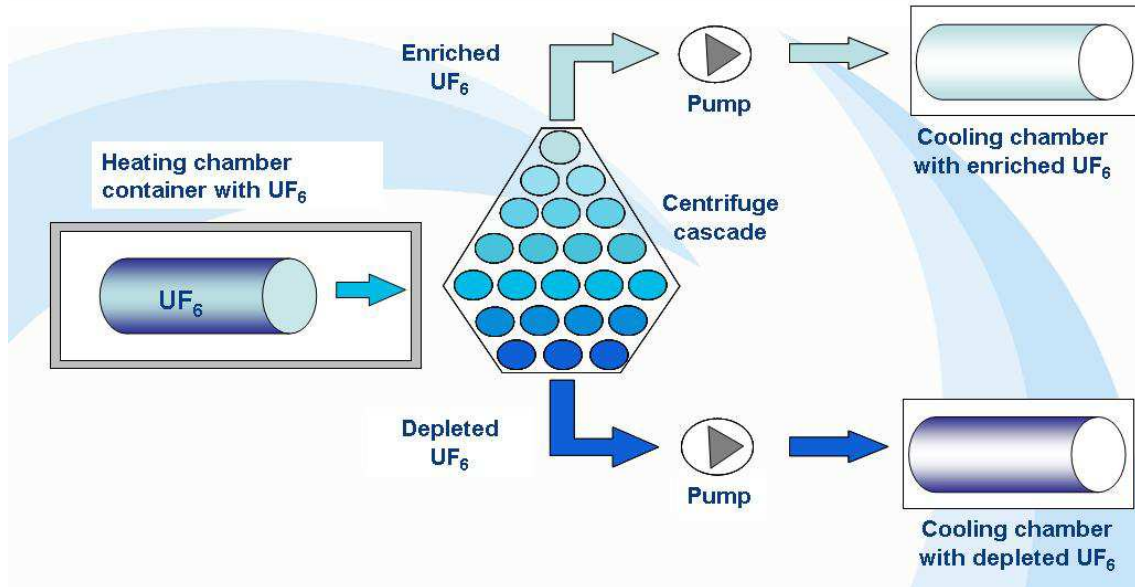 Enriched
UF6
Pump
Cooling chamber
with enriched UF6
Heating chamber
container with UF6
Centrifuge
cascade
UF6
Depleted
UF6
Pump
Cooling chamber
with depleted UF6